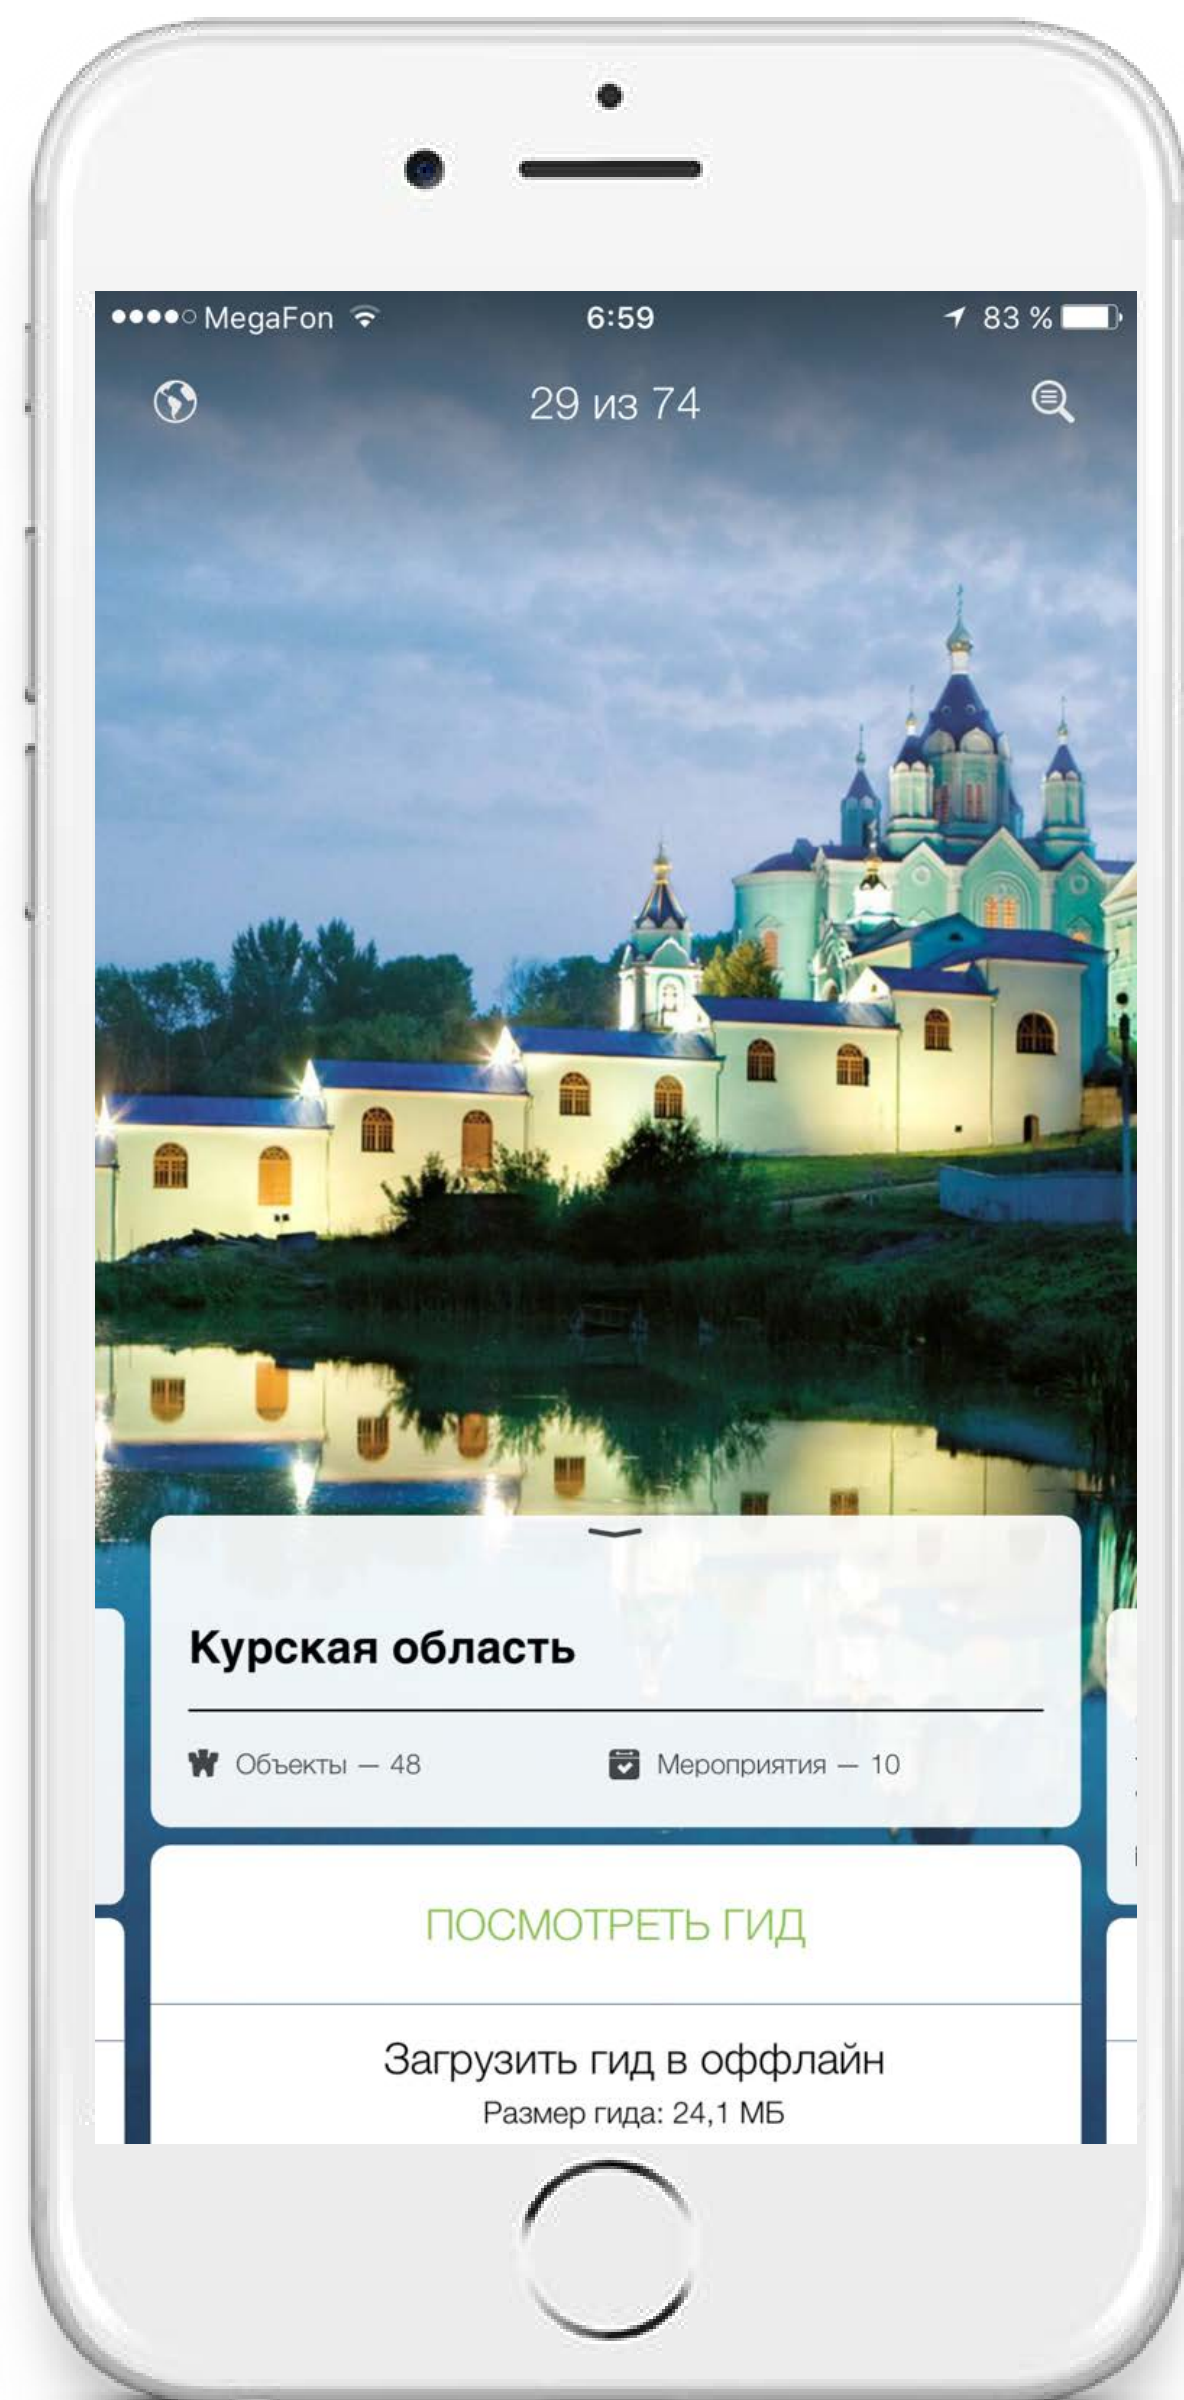 MegaFon 6:59 83 %
29 из 74
Курская область
Объекты — 48 Мероприятия — 10
ПОСМОТРЕТЬ ГИД
Загрузить гид в оффлайн
Размер гида: 24,1 МБ